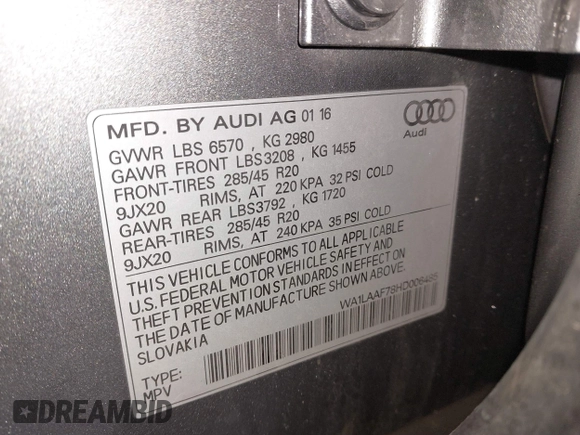 MFD. BY AUDI AG 01 16
Audi
GVWR LBS 6570 , KG 2980
GAWR FRONT LBS3208 , KG 1455
FRONT-TIRES 285/45 R20
9JX20 RIMS, AT 220 KPA 32 PSI COLD
GAWR REAR LBS3792 , KG 1720
REAR-TIRES 285/45 R20
9JX20 RIMS, AT 240 KPA 35 PSI COLD
THIS VEHICLE CONFORMS TO ALL APPLICABLE
U.S. FEDERAL MOTOR VEHICLE SAFETY AND
THEFT PREVENTION STANDARDS IN EFFECT ON
THE DATE OF MANUFACTURE SHOWN ABOVE.
SLOVAKIA
TYPE:
MPV
DREAMBID